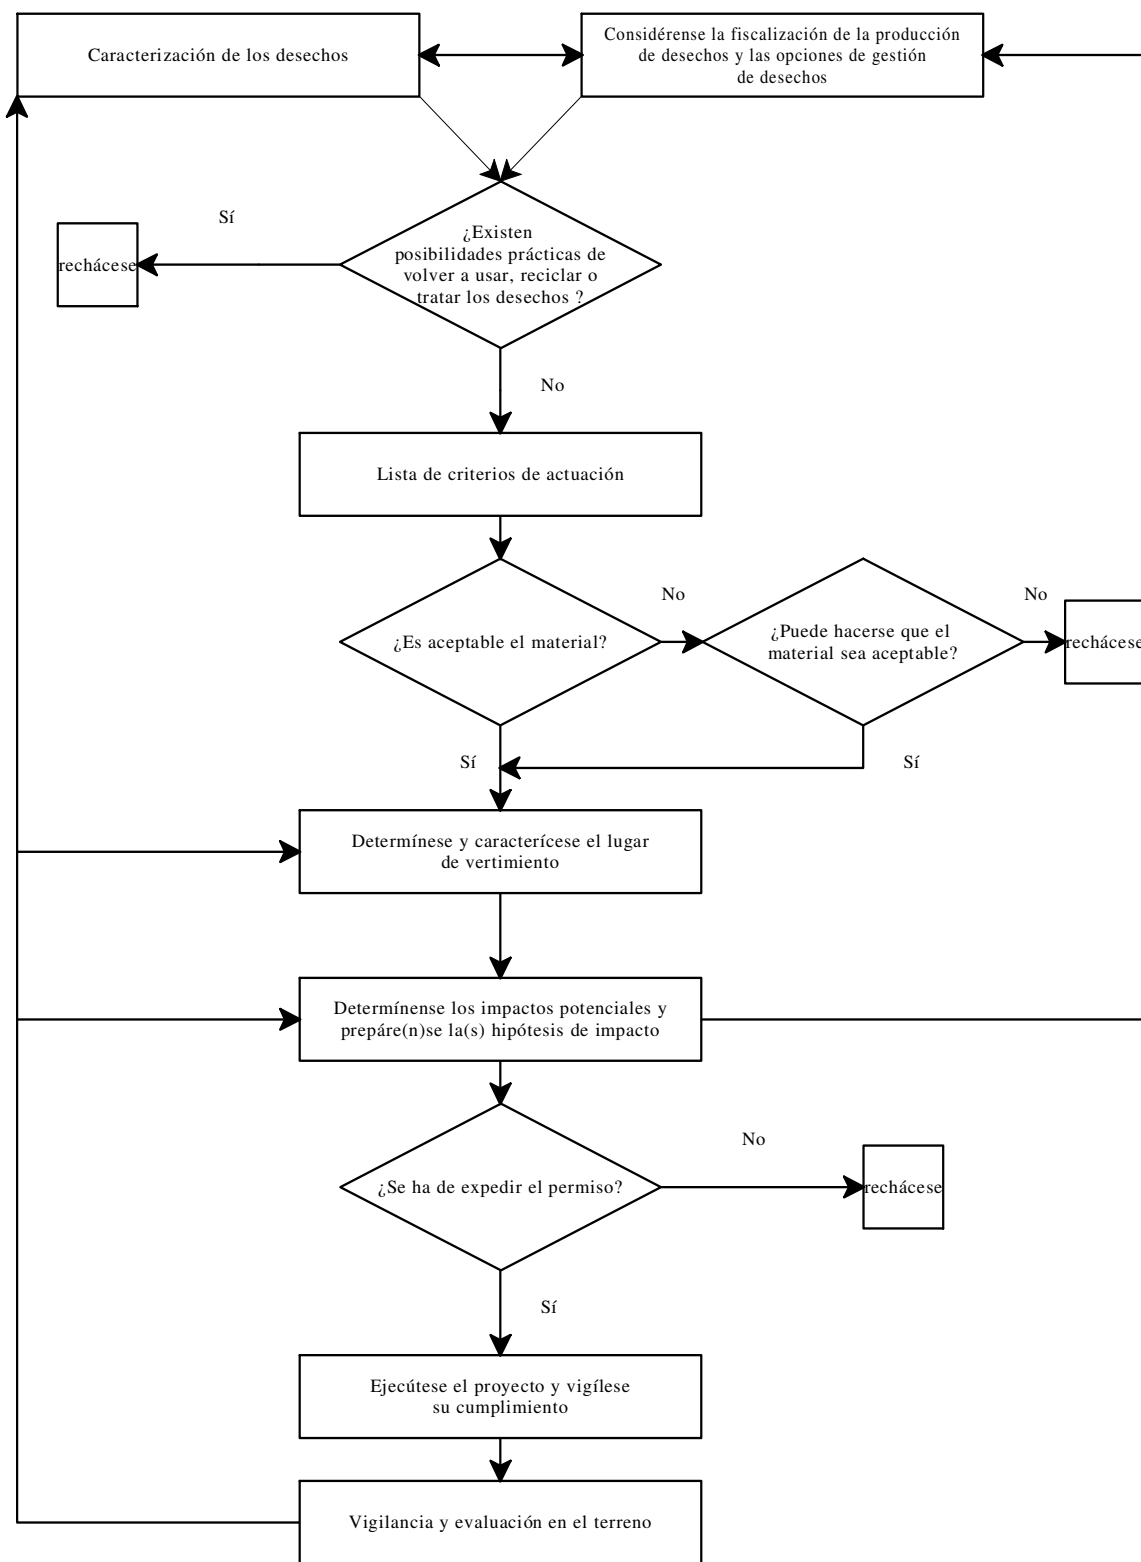 Caracterización de los desechos
Considérense la fiscalización de la producción
de desechos y las opciones de gestión
de desechos
Sí
rechácese
¿Existen
posibilidades prácticas de
volver a usar, reciclar o
tratar los desechos ?
No
Lista de criterios de actuación
¿Es aceptable el material?
No
¿Puede hacerse que el
material sea aceptable?
No
rechácese
Sí
Sí
Determínese y caracterícese el lugar
de vertimiento
Determínense los impactos potenciales y
prepáre(n)se la(s) hipótesis de impacto
¿Se ha de expedir el permiso?
No
rechácese
Sí
Ejecútese el proyecto y vigílese
su cumplimiento
Vigilancia y evaluación en el terreno